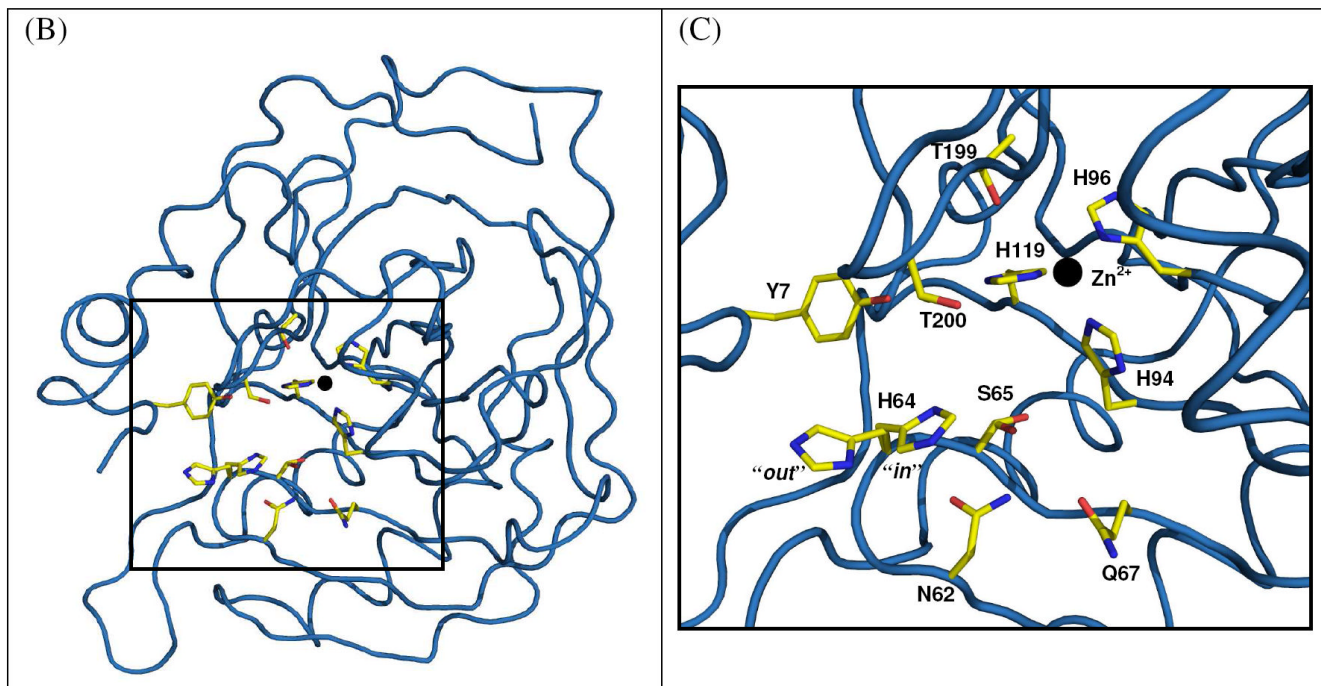 (B)
(C)
T199
H96
H119
Zn²⁺
Y7
T200
H94
H64
S65
“out”
“in”
Q67
N62